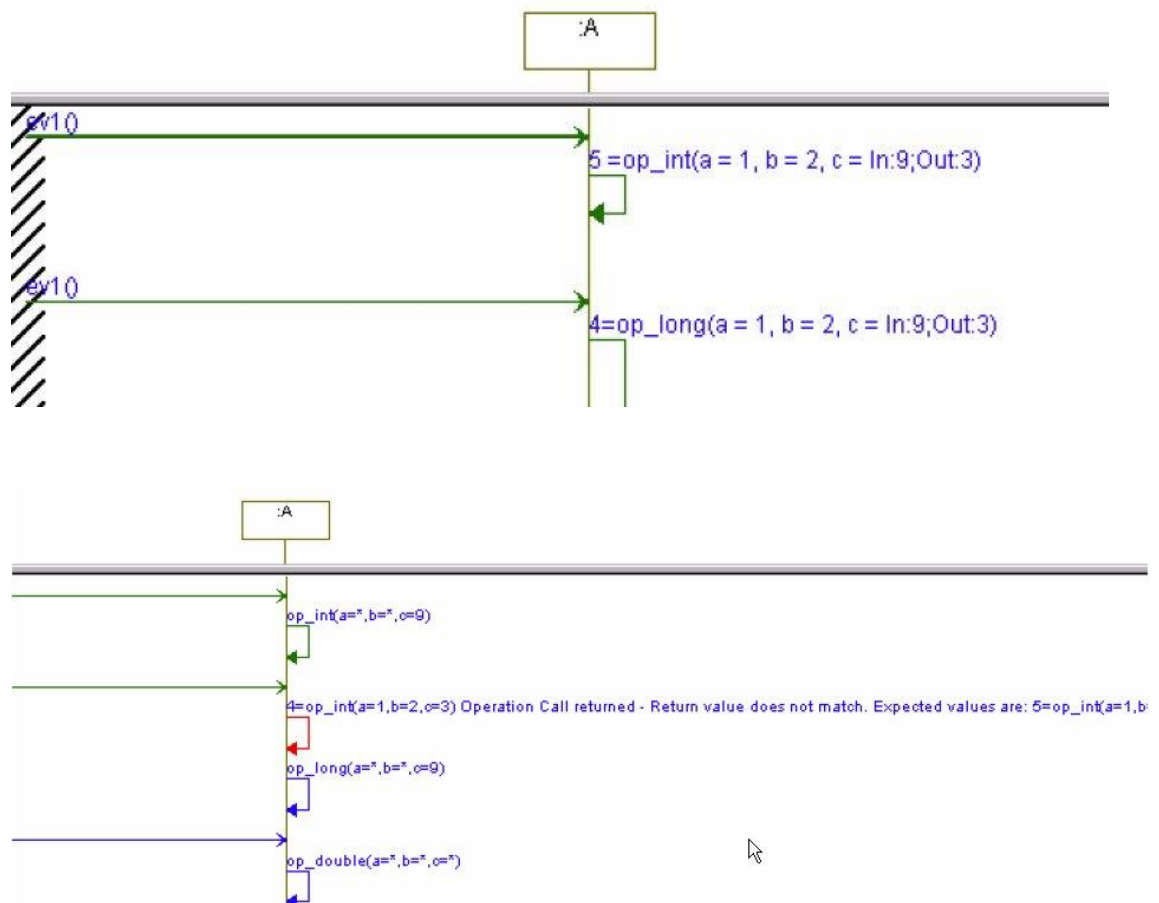 :A
ev1()
5 =op_int(a = 1, b = 2, c = In:9;Out:3)
ev1()
4=op_long(a = 1, b = 2, c = In:9;Out:3)
:A
op_int(a=*,b=*,c=9)
4=op_int(a=1,b=2,c=3) Operation Call returned - Return value does not match. Expected values are: 5=op_int(a=1,b
op_long(a=*,b=*,c=9)
op_double(a=*,b=*,c=*)